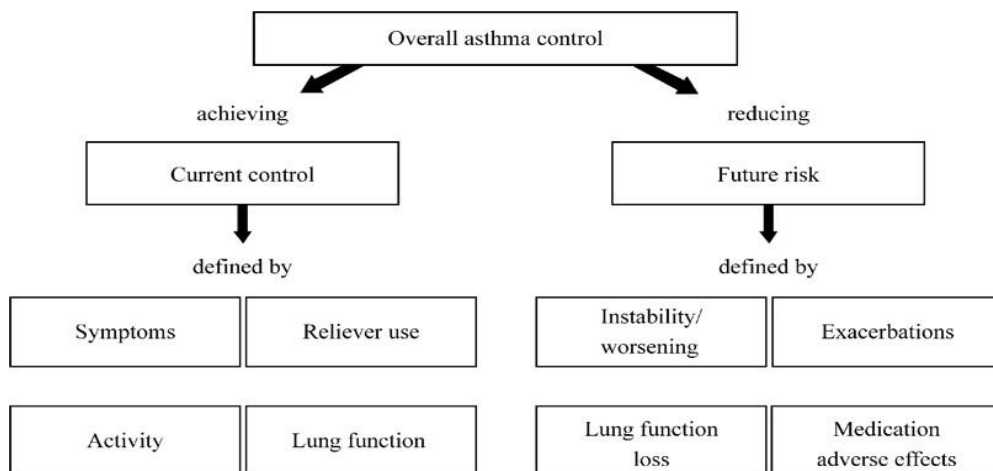 Overall asthma control
achieving
reducing
Current control
Future risk
defined by
defined by
Symptoms
Reliever use
Instability/
worsening
Exacerbations
Activity
Lung function
Lung function
loss
Medication
adverse effects